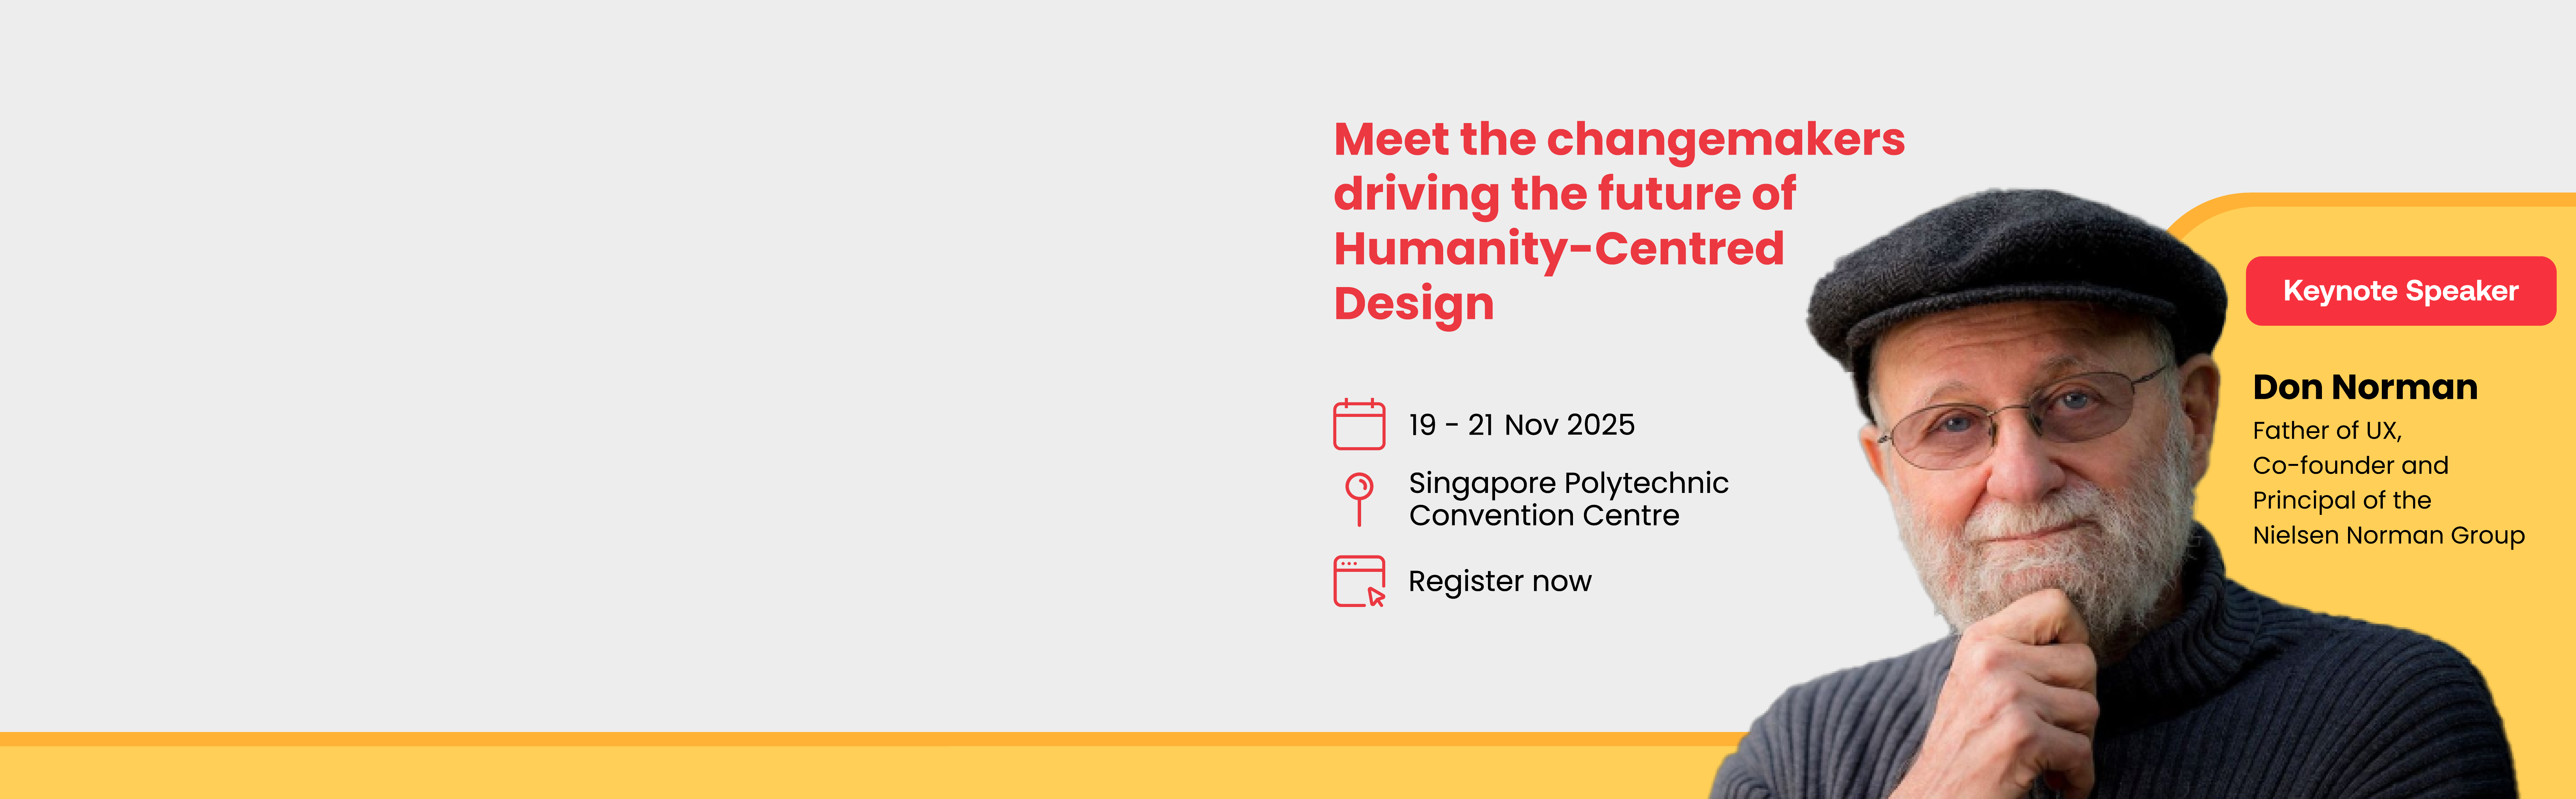 Meet the changemakers
driving the future of
Humanity-Centred
Design
19 - 21 Nov 2025
Singapore Polytechnic
Convention Centre
Register now
Keynote Speaker
Don Norman
Father of UX,
Co-founder and
Principal of the
Nielsen Norman Group